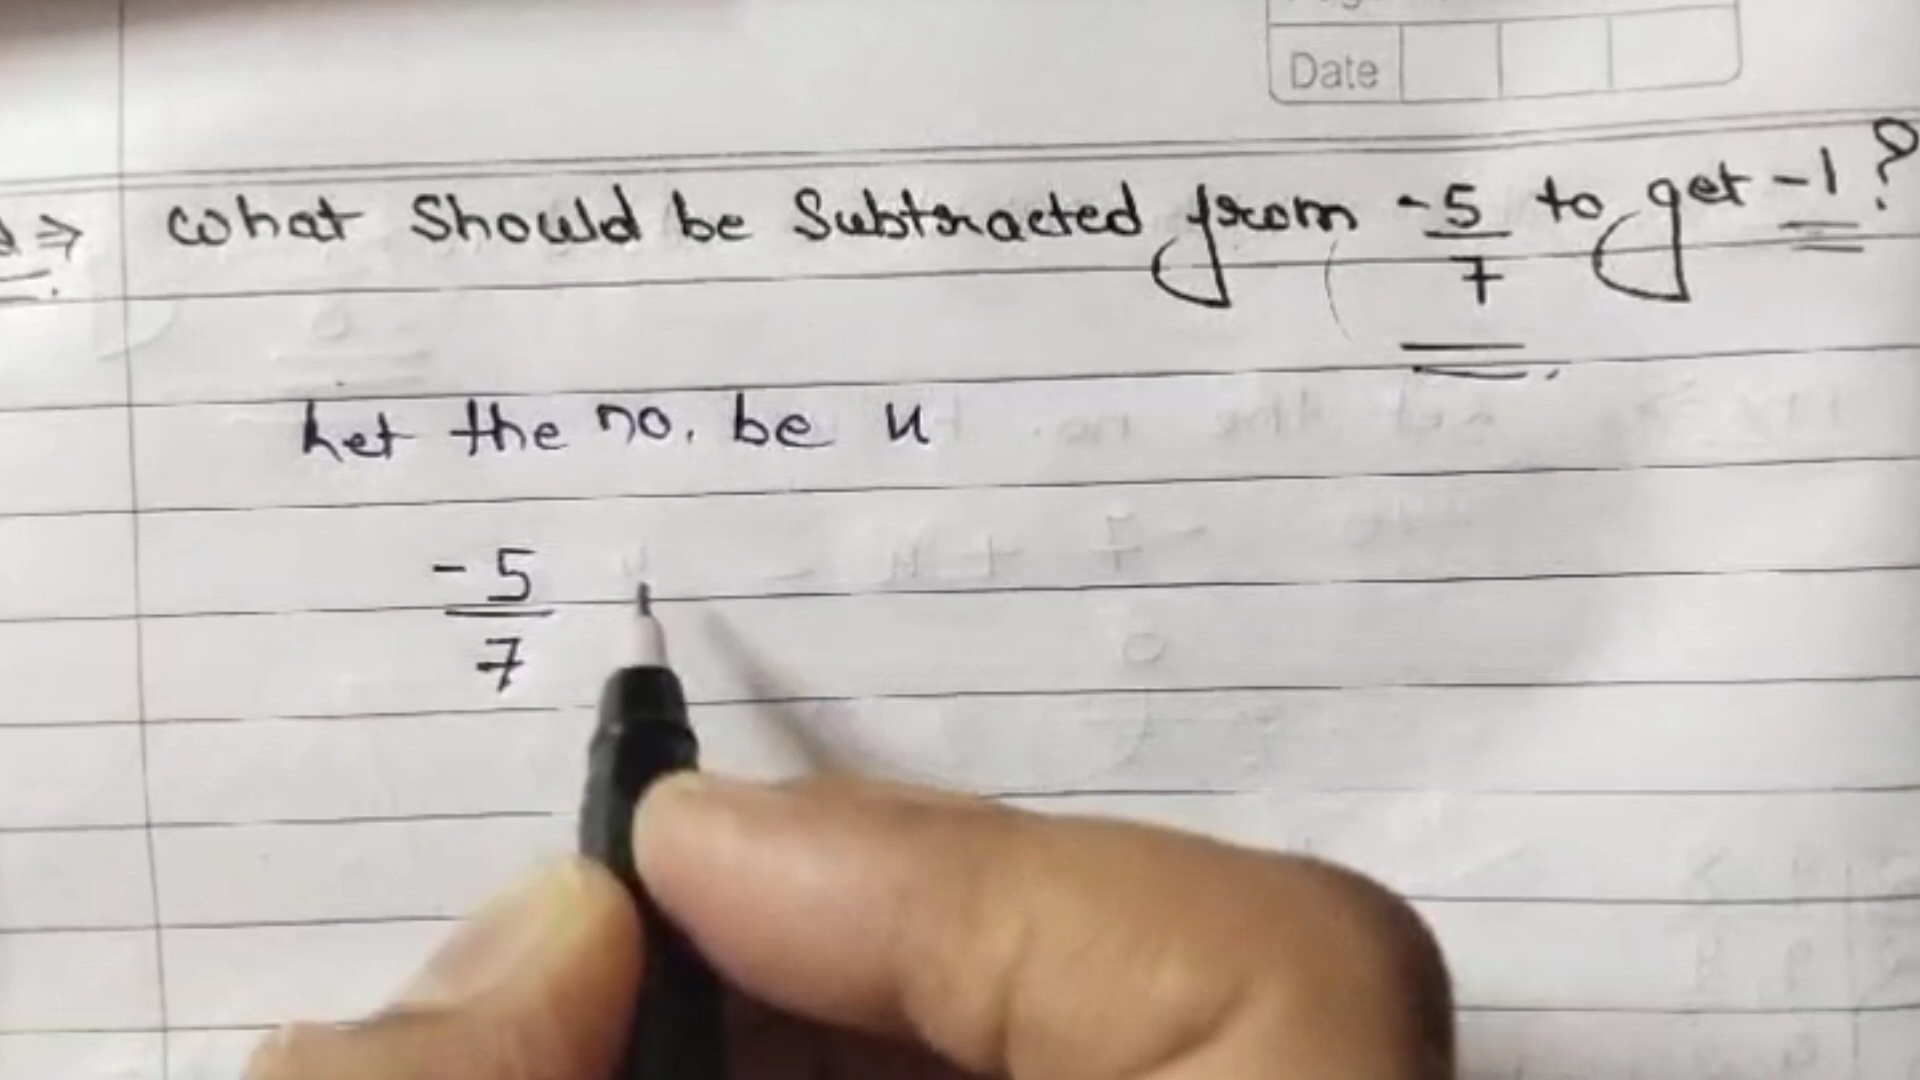 Date
What Should be Subtracted from -5/7 to get -1?
Let the no. be x
-5/7